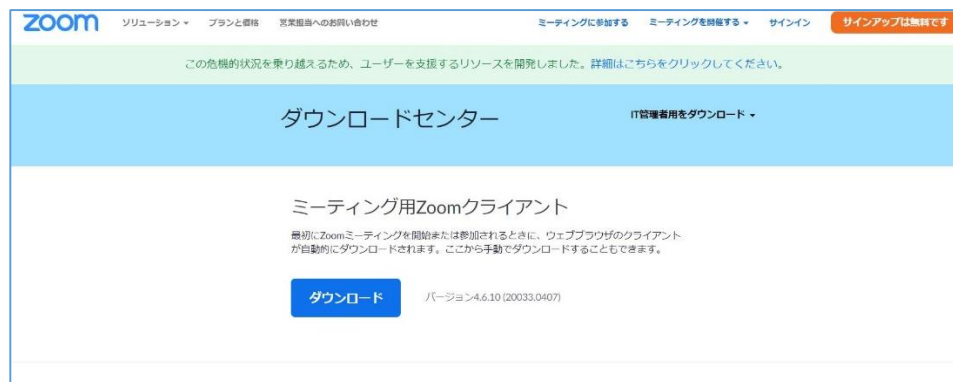 zoom ソリューション プランと価格 営業担当へのお問い合わせ ミーティングに参加する ミーティングを開催する サインイン サインアップは無料です
この危機的状況を乗り越えるため、ユーザーを支援するリソースを開発しました。詳細はこちらをクリックしてください。
ダウンロードセンター IT管理者用をダウンロード
ミーティング用Zoomクライアント
最初にZoomミーティングを開始または参加されるときに、ウェブブラウザのクライアント
が自動的にダウンロードされます。ここから手動でダウンロードすることもできます。
ダウンロード バージョン4.6.10 (20033.0407)